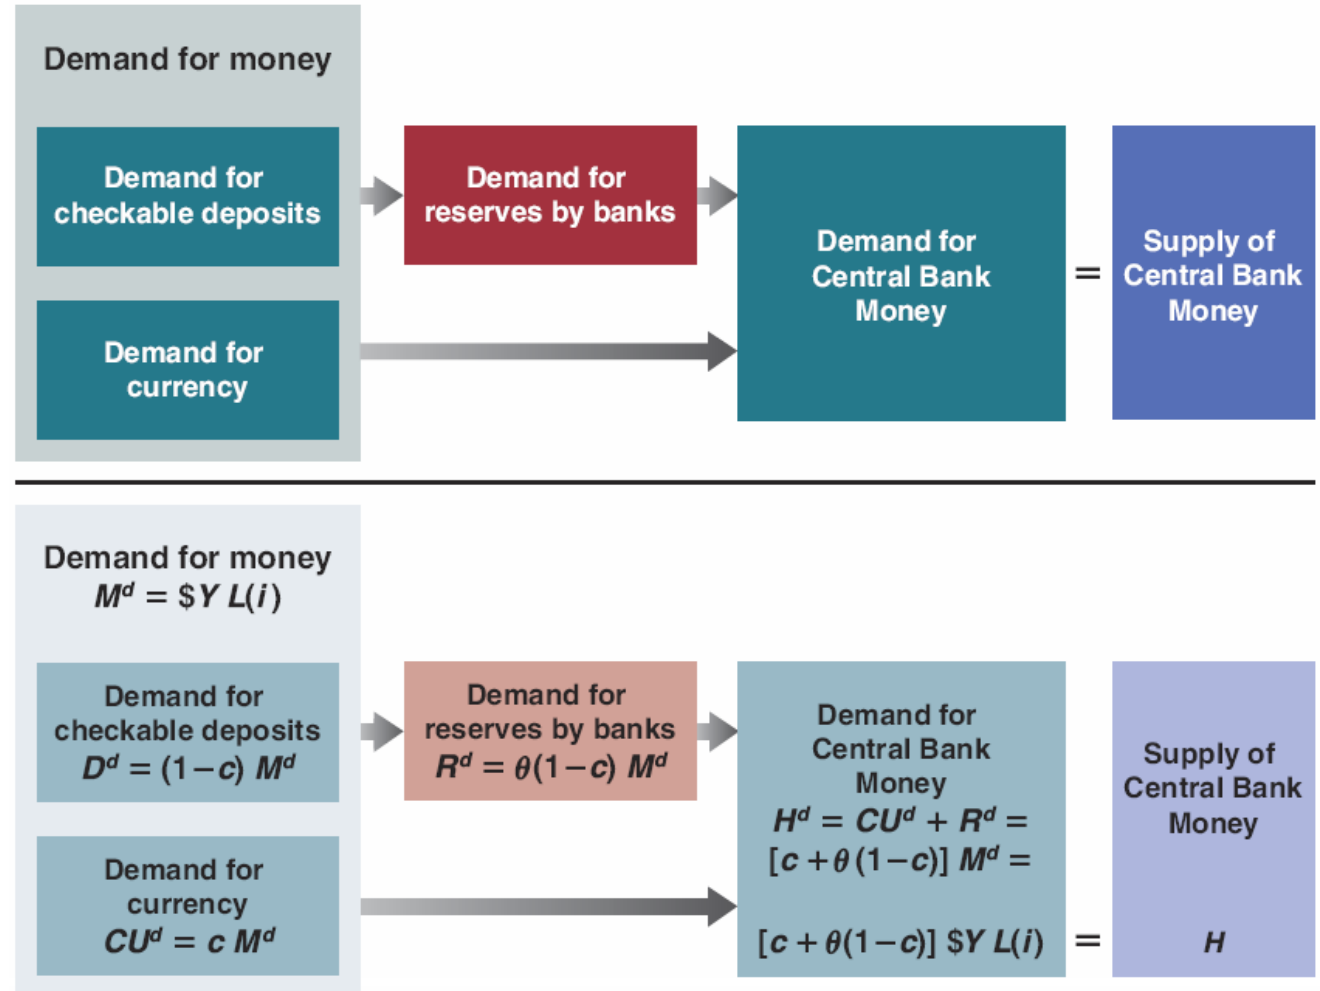 Demand for money
Demand for
checkable deposits
Demand for
currency
Demand for
reserves by banks
Demand for
Central Bank
Money
=
Supply of
Central Bank
Money
Demand for money
Mᵈ = $Y L(i)
Demand for
checkable deposits
Dᵈ = (1−c) Mᵈ
Demand for
currency
CUᵈ = c Mᵈ
Demand for
reserves by banks
Rᵈ = θ(1−c) Mᵈ
Demand for
Central Bank
Money
Hᵈ = CUᵈ + Rᵈ =
[c + θ(1−c)] Mᵈ =
[c + θ(1−c)] $Y L(i)
=
Supply of
Central Bank
Money
H